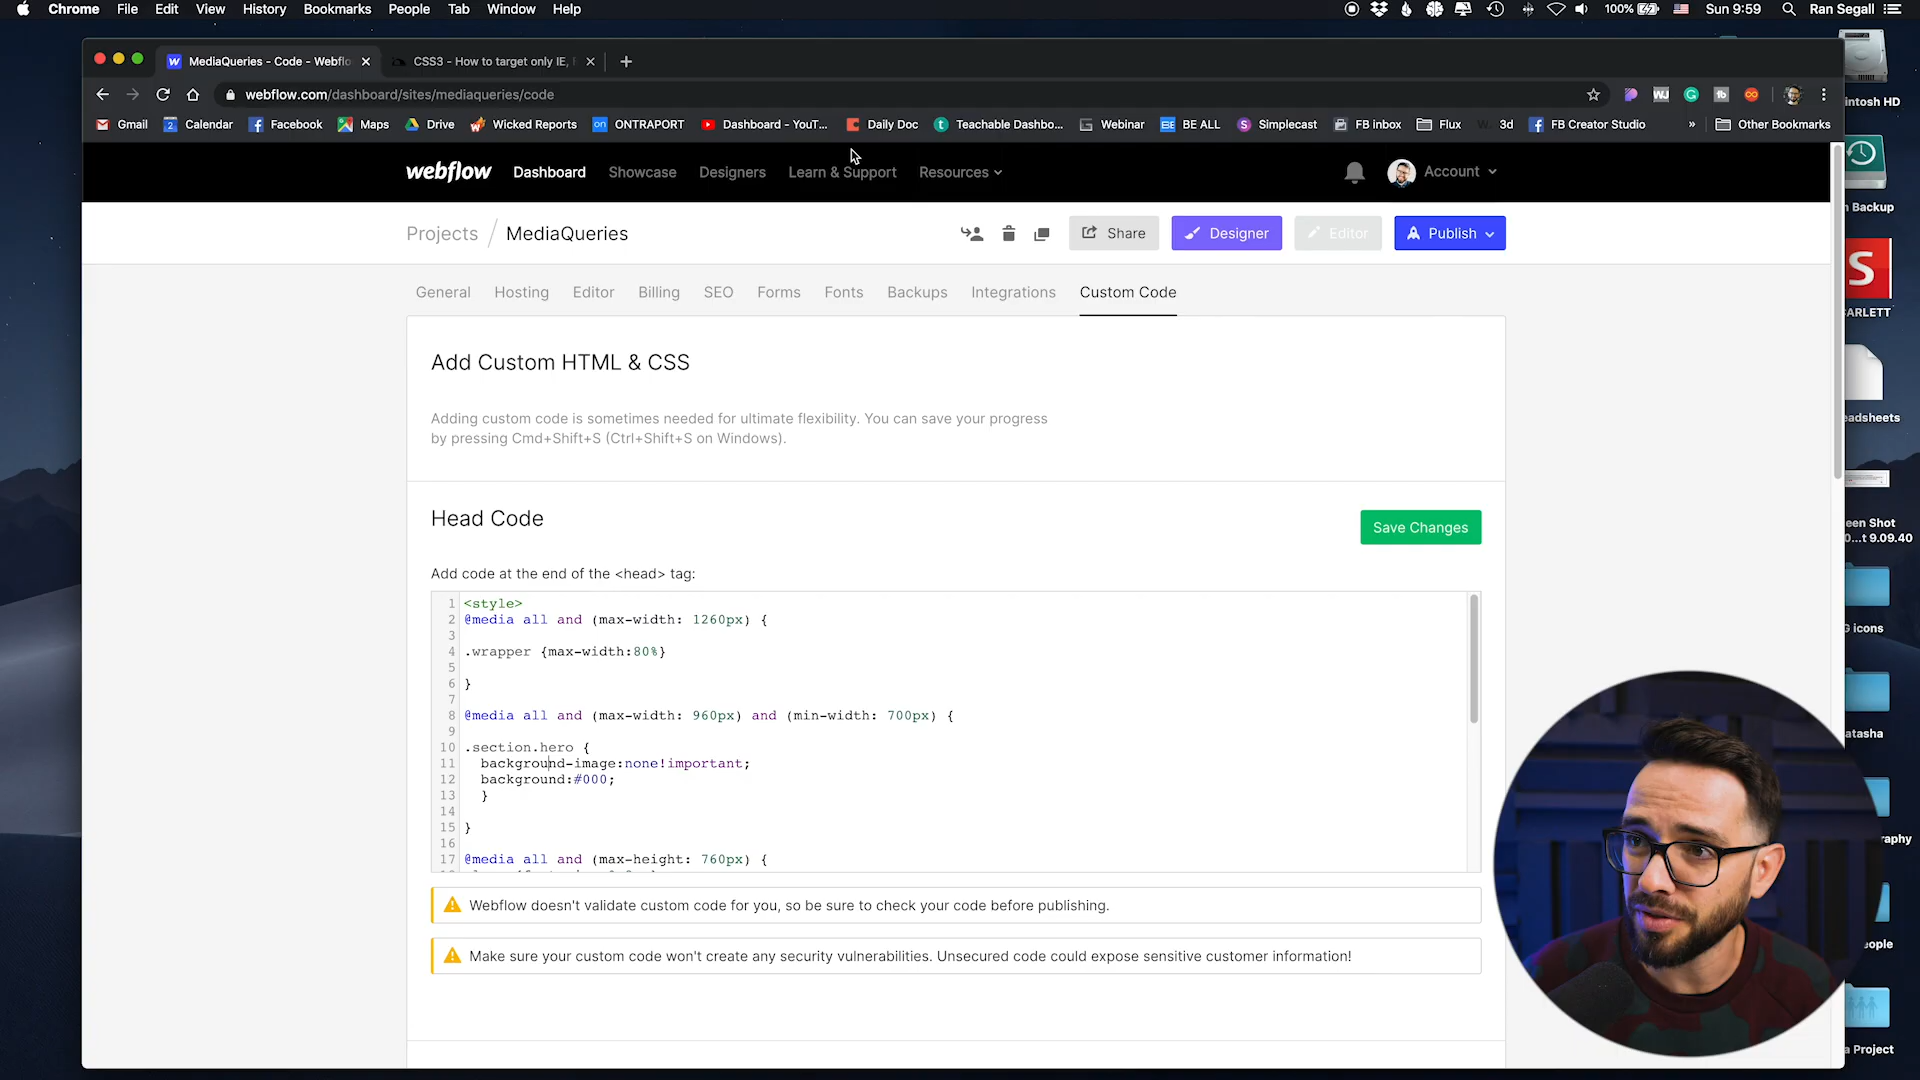 Chrome File Edit View History Bookmarks People Tab Window Help
100% Sun 9:59 Ran Segall
MediaQueries - Code - Webflo
CSS3 - How to target only IE,
webflow.com/dashboard/sites/mediaqueries/code
Gmail Calendar Facebook Maps Drive Wicked Reports ONTRAPORT Dashboard - YouT... Daily Doc Teachable Dashbo... Webinar BE ALL Simplecast FB inbox Flux 3d FB Creator Studio » Other Bookmarks
webflow Dashboard Showcase Designers Learn & Support Resources Account
Projects / MediaQueries
Share Designer Editor Publish
General Hosting Editor Billing SEO Forms Fonts Backups Integrations Custom Code
Add Custom HTML & CSS
Adding custom code is sometimes needed for ultimate flexibility. You can save your progress
by pressing Cmd+Shift+S (Ctrl+Shift+S on Windows).
Head Code
Save Changes
Add code at the end of the <head> tag:
1 <style>
2 @media all and (max-width: 1260px) {
3
4 .wrapper {max-width:80%}
5
6 }
7
8 @media all and (max-width: 960px) and (min-width: 700px) {
9
10 .section.hero {
11 background-image:none!important;
12 background:#000;
13 }
14
15 }
16
17 @media all and (max-height: 760px) {
Webflow doesn't validate custom code for you, so be sure to check your code before publishing.
Make sure your custom code won't create any security vulnerabilities. Unsecured code could expose sensitive customer information!
intosh HD
Backup
S
ARLETT
eadsheets
een Shot
0...t 9.09.40
G icons
atasha
graphy
eople
a Project